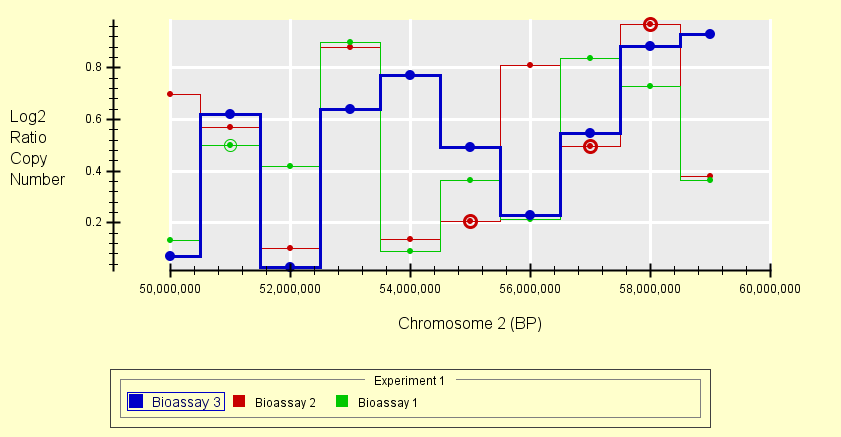 0.8
0.6
0.4
0.2
Log2
Ratio
Copy
Number
50,000,000 52,000,000 54,000,000 56,000,000 58,000,000 60,000,000
Chromosome 2 (BP)
Experiment 1
Bioassay 3 Bioassay 2 Bioassay 1